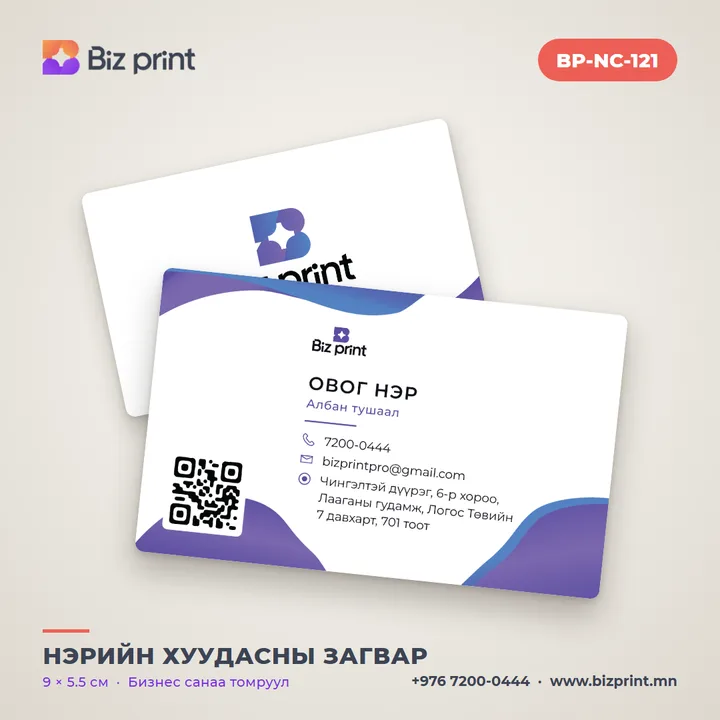 Biz print
BP-NC-121
print
Biz print
ОВОГ НЭР
Албан тушаал
7200-0444
bizprintpro@gmail.com
Чингэлтэй дүүрэг, 6-р хороо,
Лааганы гудамж, Логос Төвийн
7 давхарт, 701 тоот
НЭРИЙН ХУУДАСНЫ ЗАГВАР
9 × 5.5 см · Бизнес санаа томруул
+976 7200-0444 · www.bizprint.mn